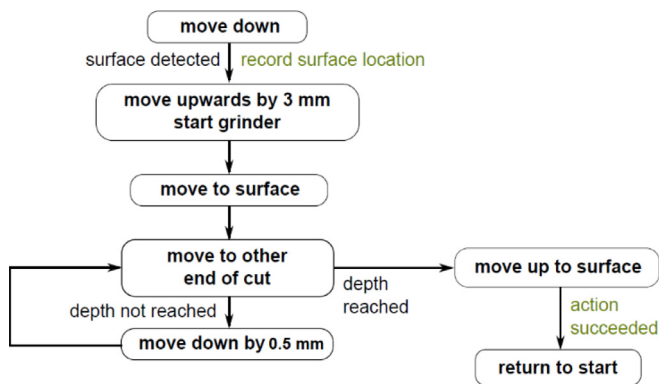 move down
surface detected
record surface location
move upwards by 3 mm
start grinder
move to surface
move to other
end of cut
depth
reached
move up to surface
depth not reached
action
succeeded
move down by 0.5 mm
return to start